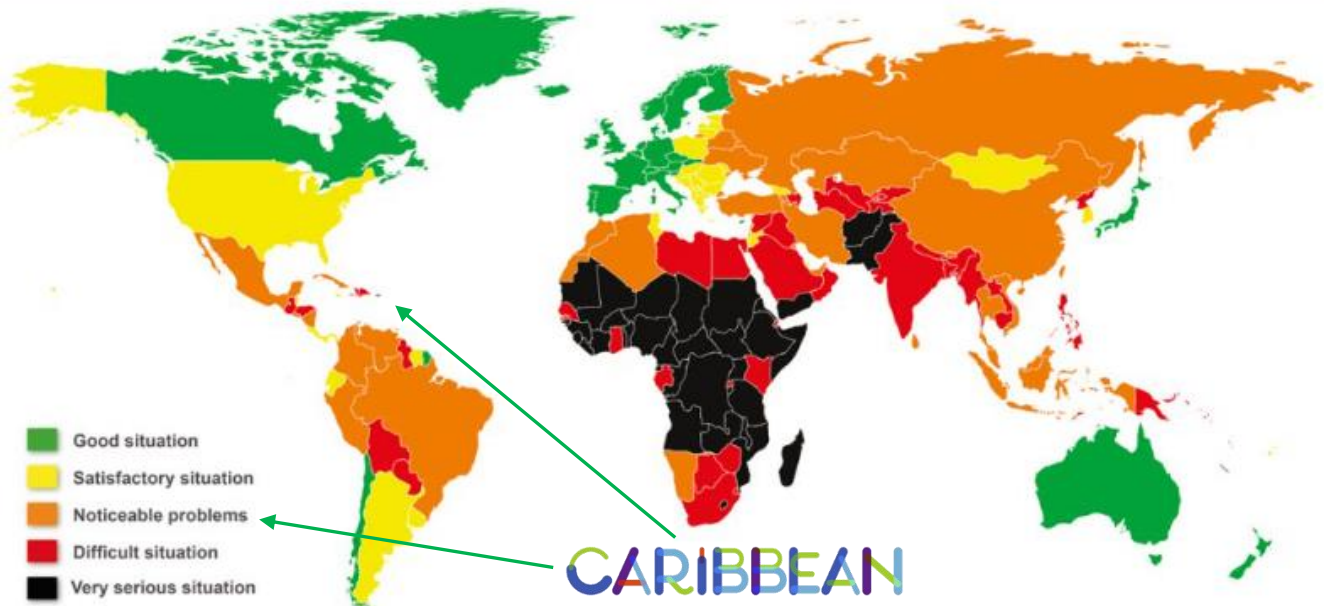 Good situation
Satisfactory situation
Noticeable problems
Difficult situation
Very serious situation
CARIBBEAN